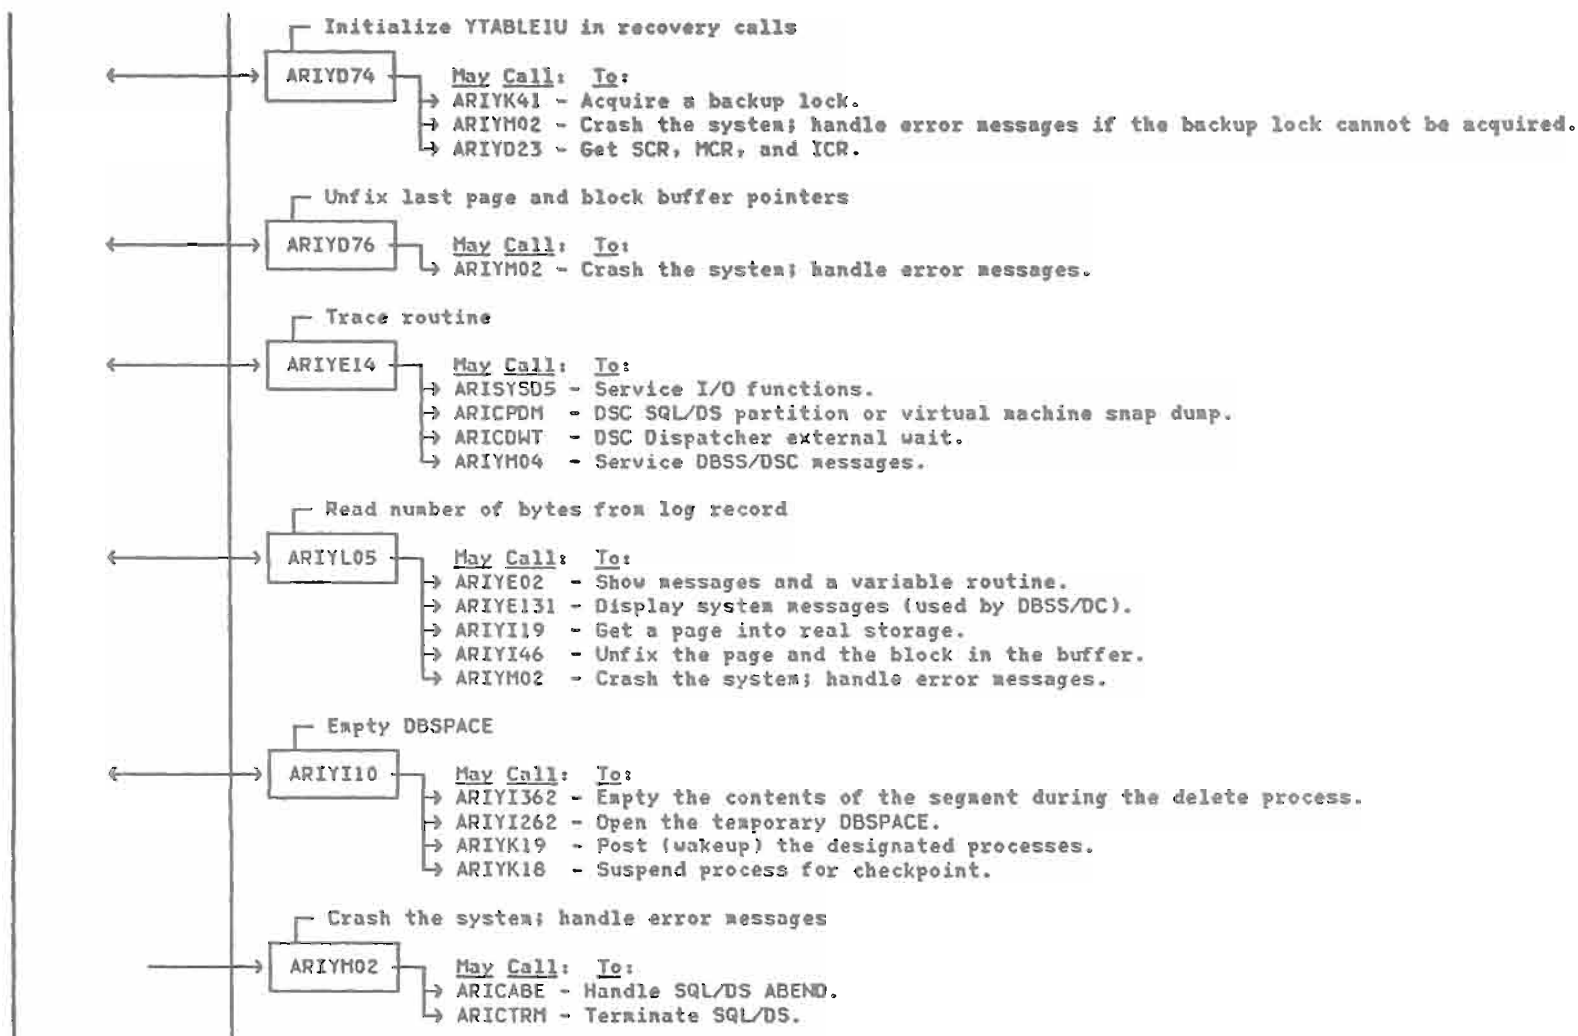 Initialize YTABLE1U in recovery calls
ARIYD74 May Call: To:
ARIYK41 - Acquire a backup lock.
ARIYM02 - Crash the system; handle error messages if the backup lock cannot be acquired.
ARIYD23 - Get SCR, MCR, and ICR.
Unfix last page and block buffer pointers
ARIYD76 May Call: To:
ARIYM02 - Crash the system; handle error messages.
Trace routine
ARIYE14 May Call: To:
ARISYSD5 - Service I/O functions.
ARICPDM - DSC SQL/DS partition or virtual machine snap dump.
ARICDWT - DSC Dispatcher external wait.
ARIYM04 - Service DBSS/DSC messages.
Read number of bytes from log record
ARIYL05 May Call: To:
ARIYE02 - Show messages and a variable routine.
ARIYE131 - Display system messages (used by DBSS/DC).
ARIYI19 - Get a page into real storage.
ARIYI46 - Unfix the page and the block in the buffer.
ARIYM02 - Crash the system; handle error messages.
Empty DBSPACE
ARIYI10 May Call: To:
ARIYI362 - Empty the contents of the segment during the delete process.
ARIYI262 - Open the temporary DBSPACE.
ARIYK19 - Post (wakeup) the designated processes.
ARIYK18 - Suspend process for checkpoint.
Crash the system; handle error messages
ARIYM02 May Call: To:
ARICABE - Handle SQL/DS ABEND.
ARICTRM - Terminate SQL/DS.